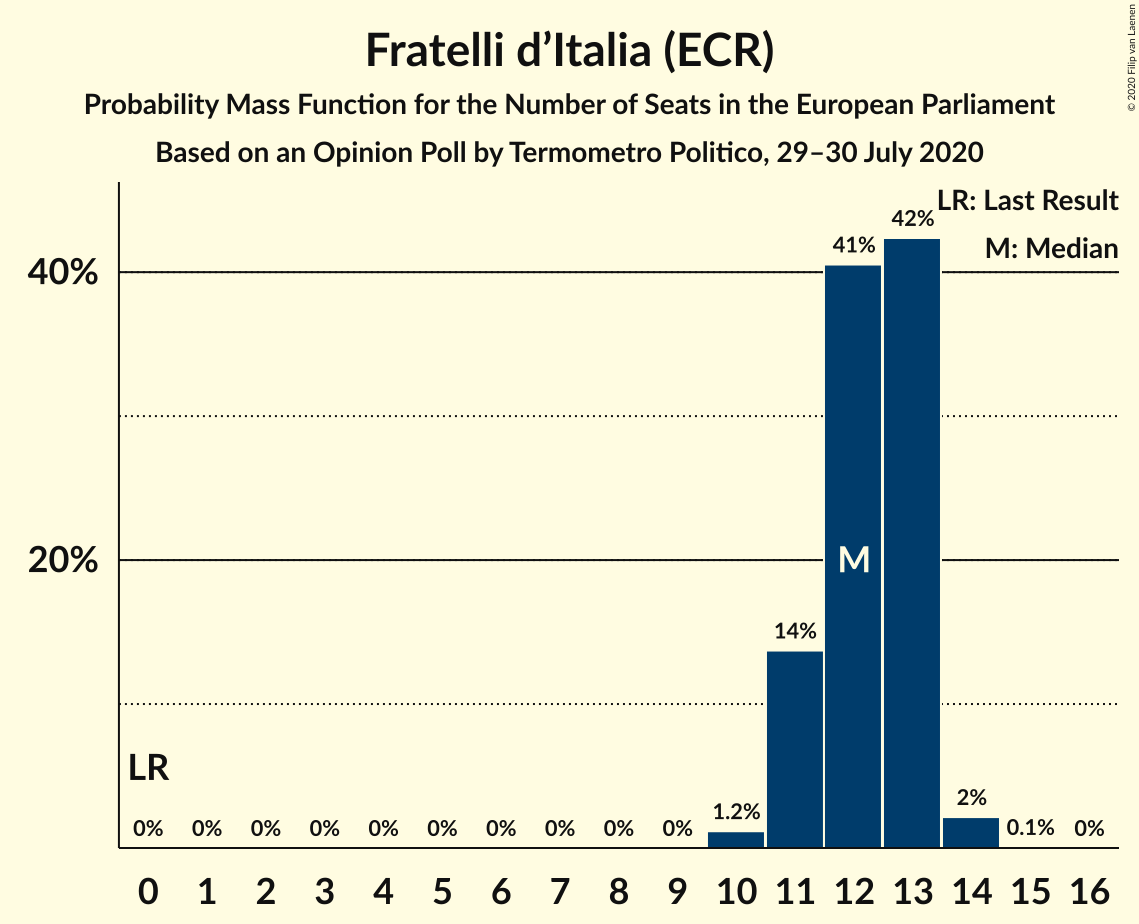 Fratelli d’Italia (ECR)
Probability Mass Function for the Number of Seats in the European Parliament
Based on an Opinion Poll by Termometro Politico, 29–30 July 2020
© 2020 Filip van Laenen
LR: Last Result
M: Median
40%
20%
LR
M
0% 0% 0% 0% 0% 0% 0% 0% 0% 0% 1.2% 14% 41% 42% 2% 0.1% 0%
0 1 2 3 4 5 6 7 8 9 10 11 12 13 14 15 16